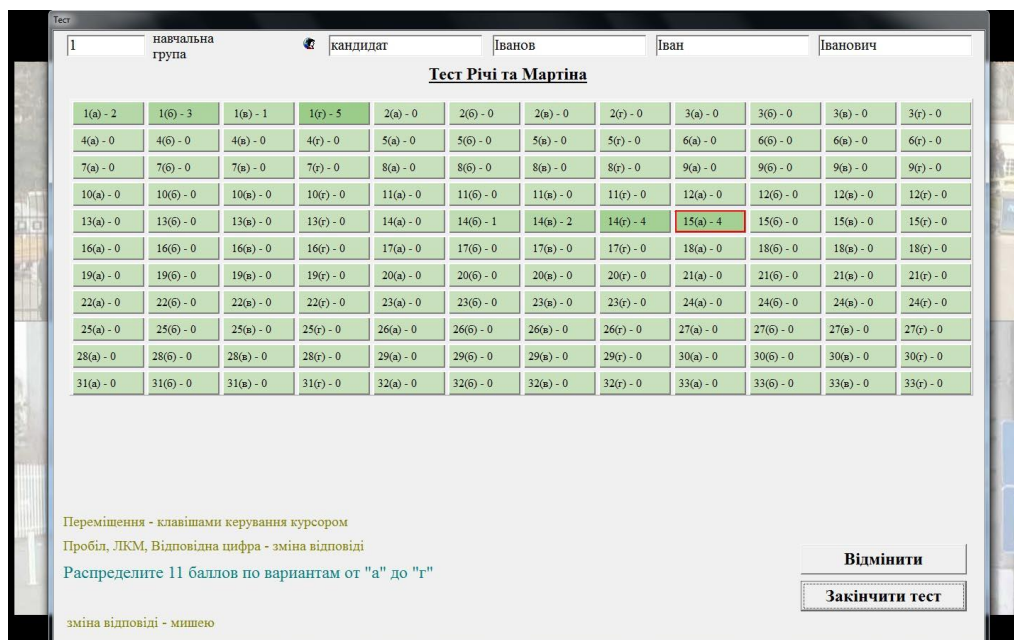 Тест
1 навчальна група кандидат Іванов Іван Іванович
Тест Річі та Мартіна
1(а) - 2 1(б) - 3 1(в) - 1 1(г) - 5 2(а) - 0 2(б) - 0 2(в) - 0 2(г) - 0 3(а) - 0 3(б) - 0 3(в) - 0 3(г) - 0
4(а) - 0 4(б) - 0 4(в) - 0 4(г) - 0 5(а) - 0 5(б) - 0 5(в) - 0 5(г) - 0 6(а) - 0 6(б) - 0 6(в) - 0 6(г) - 0
7(а) - 0 7(б) - 0 7(в) - 0 7(г) - 0 8(а) - 0 8(б) - 0 8(в) - 0 8(г) - 0 9(а) - 0 9(б) - 0 9(в) - 0 9(г) - 0
10(а) - 0 10(б) - 0 10(в) - 0 10(г) - 0 11(а) - 0 11(б) - 0 11(в) - 0 11(г) - 0 12(а) - 0 12(б) - 0 12(в) - 0 12(г) - 0
13(а) - 0 13(б) - 0 13(в) - 0 13(г) - 0 14(а) - 0 14(б) - 1 14(в) - 2 14(г) - 4 15(а) - 4 15(б) - 0 15(в) - 0 15(г) - 0
16(а) - 0 16(б) - 0 16(в) - 0 16(г) - 0 17(а) - 0 17(б) - 0 17(в) - 0 17(г) - 0 18(а) - 0 18(б) - 0 18(в) - 0 18(г) - 0
19(а) - 0 19(б) - 0 19(в) - 0 19(г) - 0 20(а) - 0 20(б) - 0 20(в) - 0 20(г) - 0 21(а) - 0 21(б) - 0 21(в) - 0 21(г) - 0
22(а) - 0 22(б) - 0 22(в) - 0 22(г) - 0 23(а) - 0 23(б) - 0 23(в) - 0 23(г) - 0 24(а) - 0 24(б) - 0 24(в) - 0 24(г) - 0
25(а) - 0 25(б) - 0 25(в) - 0 25(г) - 0 26(а) - 0 26(б) - 0 26(в) - 0 26(г) - 0 27(а) - 0 27(б) - 0 27(в) - 0 27(г) - 0
28(а) - 0 28(б) - 0 28(в) - 0 28(г) - 0 29(а) - 0 29(б) - 0 29(в) - 0 29(г) - 0 30(а) - 0 30(б) - 0 30(в) - 0 30(г) - 0
31(а) - 0 31(б) - 0 31(в) - 0 31(г) - 0 32(а) - 0 32(б) - 0 32(в) - 0 32(г) - 0 33(а) - 0 33(б) - 0 33(в) - 0 33(г) - 0
Переміщення - клавішами керування курсором
Пробіл, ЛКМ, Відповідна цифра - зміна відповіді
Распределите 11 баллов по вариантам от "а" до "г"
Відмінити
Закінчити тест
зміна відповіді - мишею